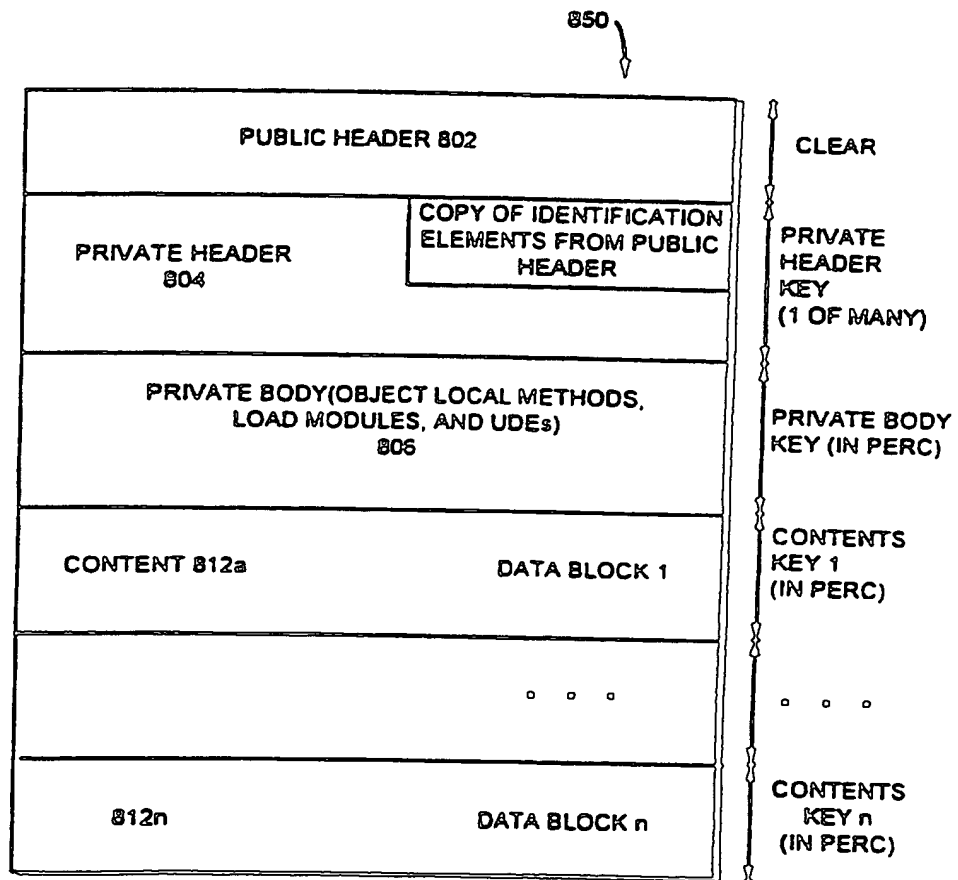 850
PUBLIC HEADER 802
CLEAR
COPY OF IDENTIFICATION
ELEMENTS FROM PUBLIC
HEADER
PRIVATE HEADER
804
PRIVATE
HEADER
KEY
(1 OF MANY)
PRIVATE BODY(OBJECT LOCAL METHODS,
LOAD MODULES, AND UDEs)
806
PRIVATE BODY
KEY (IN PERC)
CONTENT 812a
DATA BLOCK 1
CONTENTS
KEY 1
(IN PERC)
812n
DATA BLOCK n
CONTENTS
KEY n
(IN PERC)